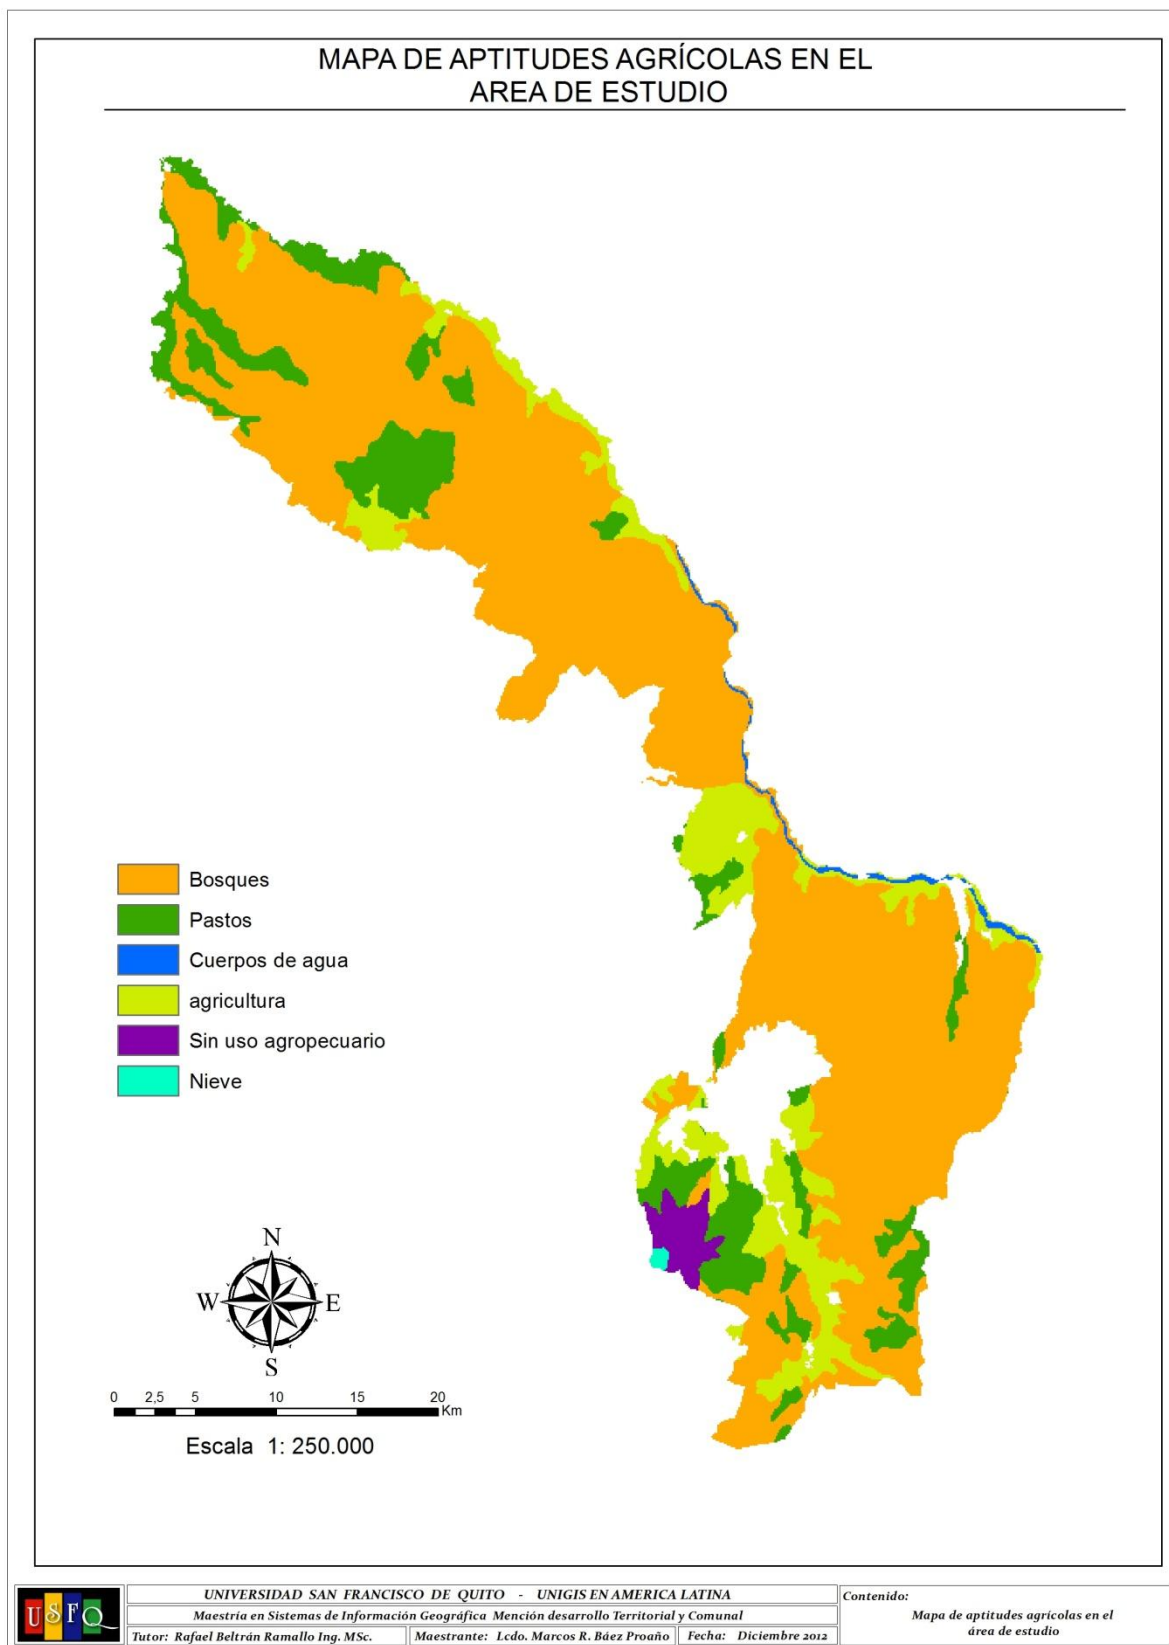 MAPA DE APTITUDES AGRÍCOLAS EN EL
AREA DE ESTUDIO
Bosques
Pastos
Cuerpos de agua
agricultura
Sin uso agropecuario
Nieve
N
W E
S
0 2,5 5 10 15 20
Km
Escala 1: 250.000
USFQ
UNIVERSIDAD SAN FRANCISCO DE QUITO - UNIGIS EN AMERICA LATINA
Maestría en Sistemas de Información Geográfica Mención desarrollo Territorial y Comunal
Tutor: Rafael Beltrán Ramallo Ing. MSc. Maestrante: Lcdo. Marcos R. Báez Proaño Fecha: Diciembre 2012
Contenido:
Mapa de aptitudes agrícolas en el
área de estudio